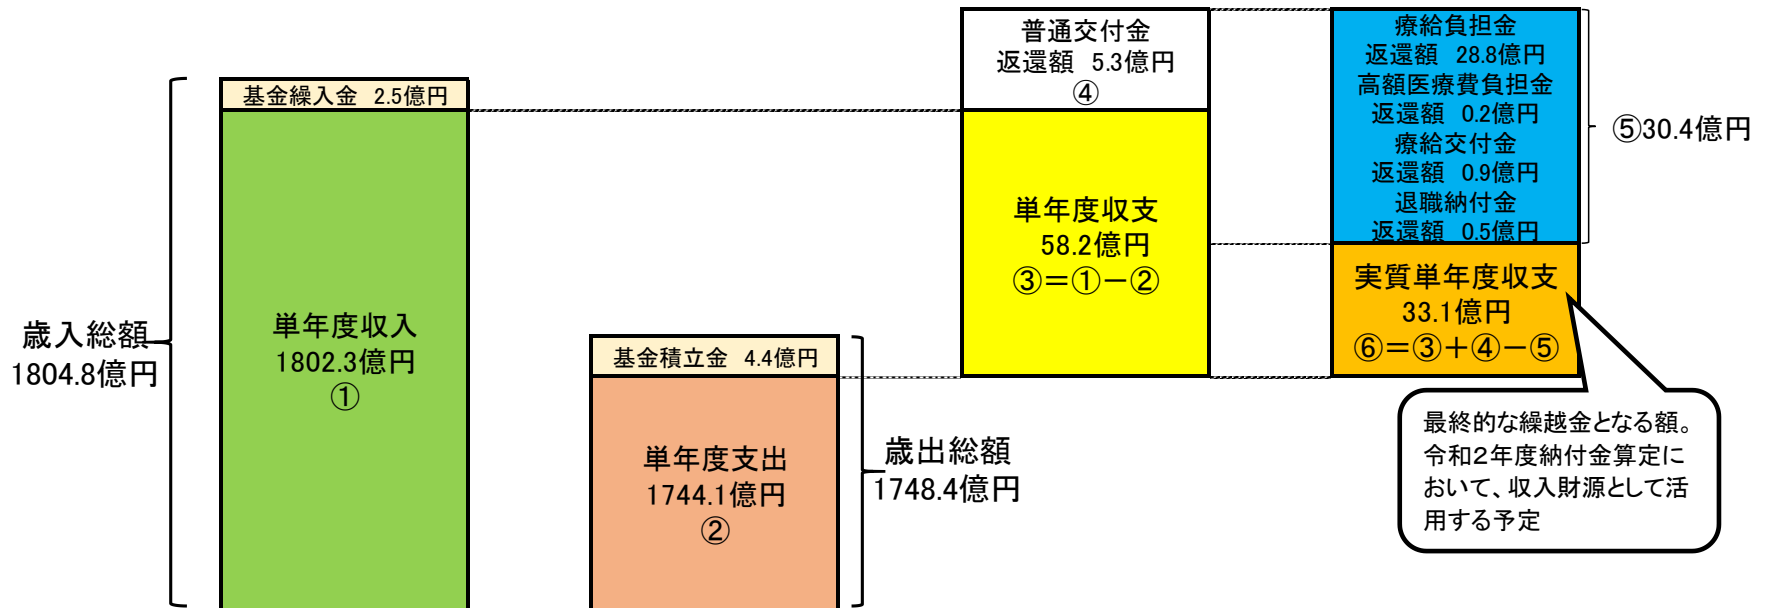 歳入総額
1804.8億円
基金繰入金 2.5億円
単年度収入
1802.3億円
①
基金積立金 4.4億円
単年度支出
1744.1億円
②
歳出総額
1748.4億円
普通交付金
返還額 5.3億円
④
単年度収支
58.2億円
③＝①－②
療給負担金
返還額 28.8億円
高額医療費負担金
返還額 0.2億円
療給交付金
返還額 0.9億円
退職納付金
返還額 0.5億円
⑤30.4億円
実質単年度収支
33.1億円
⑥＝③＋④－⑤
最終的な繰越金となる額。
令和２年度納付金算定に
おいて、収入財源として活
用する予定